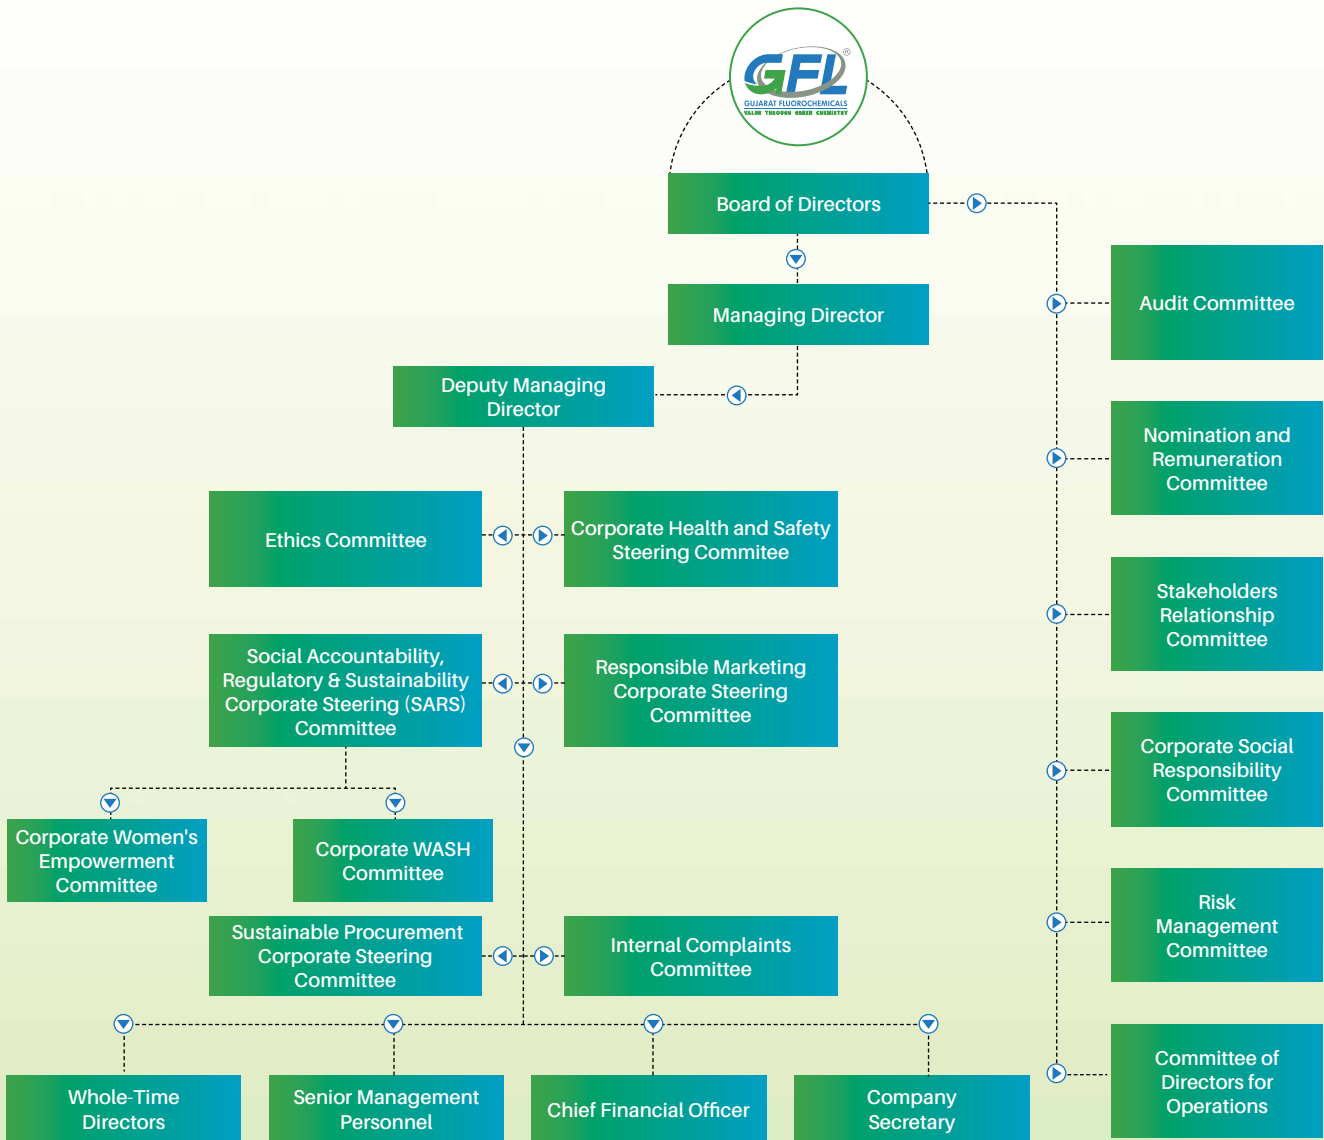 GFL®
GUJARAT FLUOROCHEMICALS
VALUE THROUGH GREEN CHEMISTRY
Board of Directors
Managing Director
Deputy Managing
Director
Ethics Committee
Corporate Health and Safety
Steering Commitee
Social Accountability,
Regulatory & Sustainability
Corporate Steering (SARS)
Committee
Responsible Marketing
Corporate Steering
Committee
Corporate Women's
Empowerment
Committee
Corporate WASH
Committee
Sustainable Procurement
Corporate Steering
Committee
Internal Complaints
Committee
Whole-Time
Directors
Senior Management
Personnel
Chief Financial Officer
Company
Secretary
Audit Committee
Nomination and
Remuneration
Committee
Stakeholders
Relationship
Committee
Corporate Social
Responsibility
Committee
Risk
Management
Committee
Committee of
Directors for
Operations